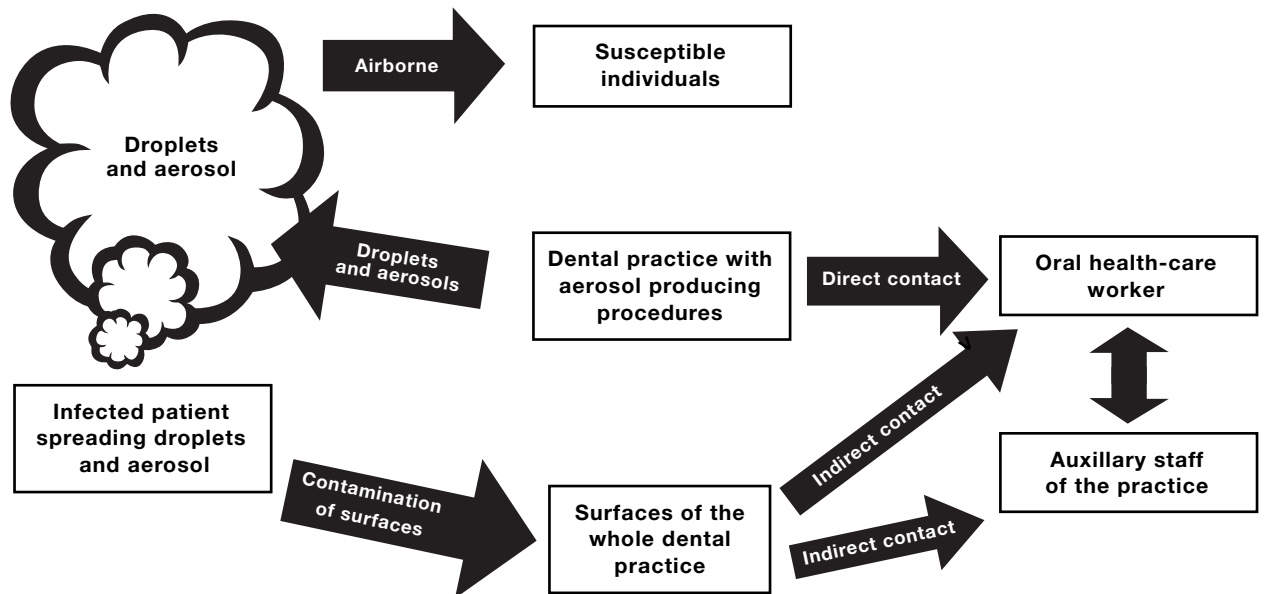 Airborne
Susceptible
individuals
Droplets
and aerosol
Droplets
and aerosols
Dental practice with
aerosol producing
procedures
Direct contact
Oral health-care
worker
Infected patient
spreading droplets
and aerosol
Contamination
of surfaces
Surfaces of the
whole dental
practice
Indirect contact
Indirect contact
Auxillary staff
of the practice